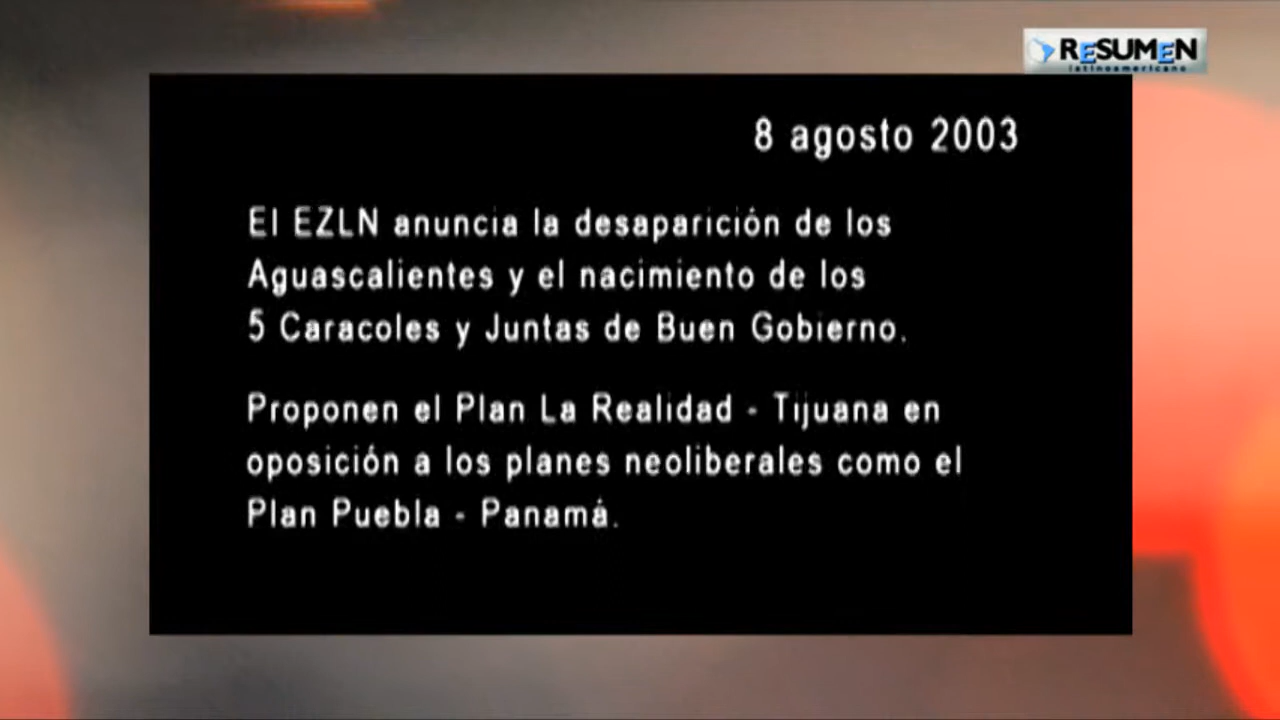 RESUMEN
latinoamericano
8 agosto 2003
El EZLN anuncia la desaparición de los
Aguascalientes y el nacimiento de los
5 Caracoles y Juntas de Buen Gobierno.
Proponen el Plan La Realidad - Tijuana en
oposición a los planes neoliberales como el
Plan Puebla - Panamá.